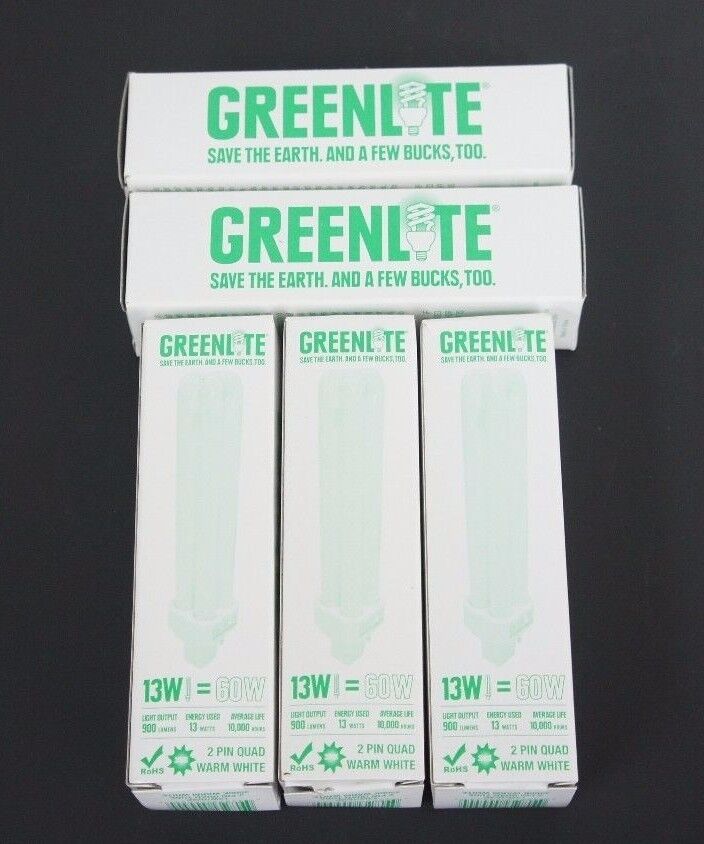 GREENLITE®
SAVE THE EARTH. AND A FEW BUCKS, TOO.
GREENLITE®
SAVE THE EARTH. AND A FEW BUCKS, TOO.
GREENLITE
SAVE THE EARTH. AND A FEW BUCKS, TOO.
13W = 60W
LIGHT OUTPUT ENERGY USED AVERAGE LIFE
900 LUMENS 13 WATTS 10,000 HOURS
RoHS
2 PIN QUAD
WARM WHITE
GREENLITE
SAVE THE EARTH. AND A FEW BUCKS, TOO.
13W = 60W
LIGHT OUTPUT ENERGY USED AVERAGE LIFE
900 LUMENS 13 WATTS 10,000 HOURS
RoHS
2 PIN QUAD
WARM WHITE
GREENLITE
SAVE THE EARTH. AND A FEW BUCKS, TOO.
13W = 60W
LIGHT OUTPUT ENERGY USED AVERAGE LIFE
900 LUMENS 13 WATTS 10,000 HOURS
RoHS
2 PIN QUAD
WARM WHITE